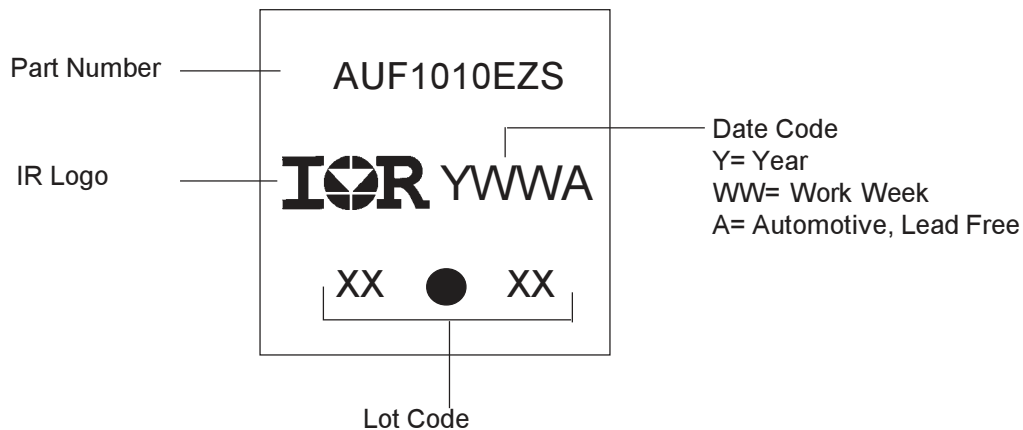 Part Number
AUF1010EZS
IR Logo
IOR YWWA
Date Code
Y= Year
WW= Work Week
A= Automotive, Lead Free
XX XX
Lot Code